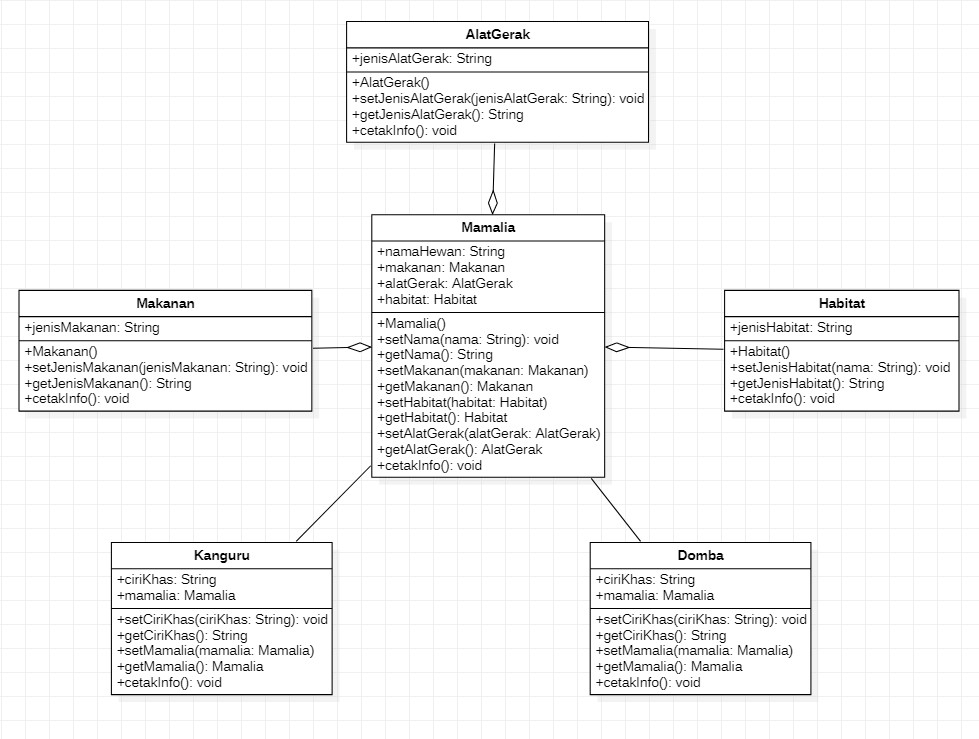 AlatGerak
+jenisAlatGerak: String
+AlatGerak()
+setJenisAlatGerak(jenisAlatGerak: String): void
+getJenisAlatGerak(): String
+cetakInfo(): void
Mamalia
+namaHewan: String
+makanan: Makanan
+alatGerak: AlatGerak
+habitat: Habitat
+Mamalia()
+setNama(nama: String): void
+getNama(): String
+setMakanan(makanan: Makanan)
+getMakanan(): Makanan
+setHabitat(habitat: Habitat)
+getHabitat(): Habitat
+setAlatGerak(alatGerak: AlatGerak)
+getAlatGerak(): AlatGerak
+cetakInfo(): void
Makanan
+jenisMakanan: String
+Makanan()
+setJenisMakanan(jenisMakanan: String): void
+getJenisMakanan(): String
+cetakInfo(): void
Habitat
+jenisHabitat: String
+Habitat()
+setJenisHabitat(nama: String): void
+getJenisHabitat(): String
+cetakInfo(): void
Kanguru
+ciriKhas: String
+mamalia: Mamalia
+setCiriKhas(ciriKhas: String): void
+getCiriKhas(): String
+setMamalia(mamalia: Mamalia)
+getMamalia(): Mamalia
+cetakInfo(): void
Domba
+ciriKhas: String
+mamalia: Mamalia
+setCiriKhas(ciriKhas: String): void
+getCiriKhas(): String
+setMamalia(mamalia: Mamalia)
+getMamalia(): Mamalia
+cetakInfo(): void